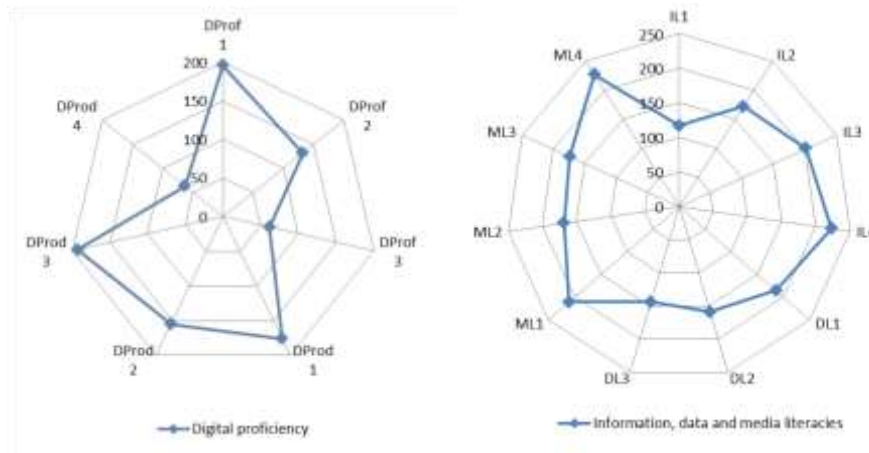 DProf
1
200
150
100
50
0
DProf
2
DProf
3
DProd
1
DProd
2
DProd
3
DProd
4
Digital proficiency
IL1
250
200
150
100
50
0
IL2
IL3
DL1
DL2
DL3
ML1
ML2
ML3
ML4
Information, data and media literacies